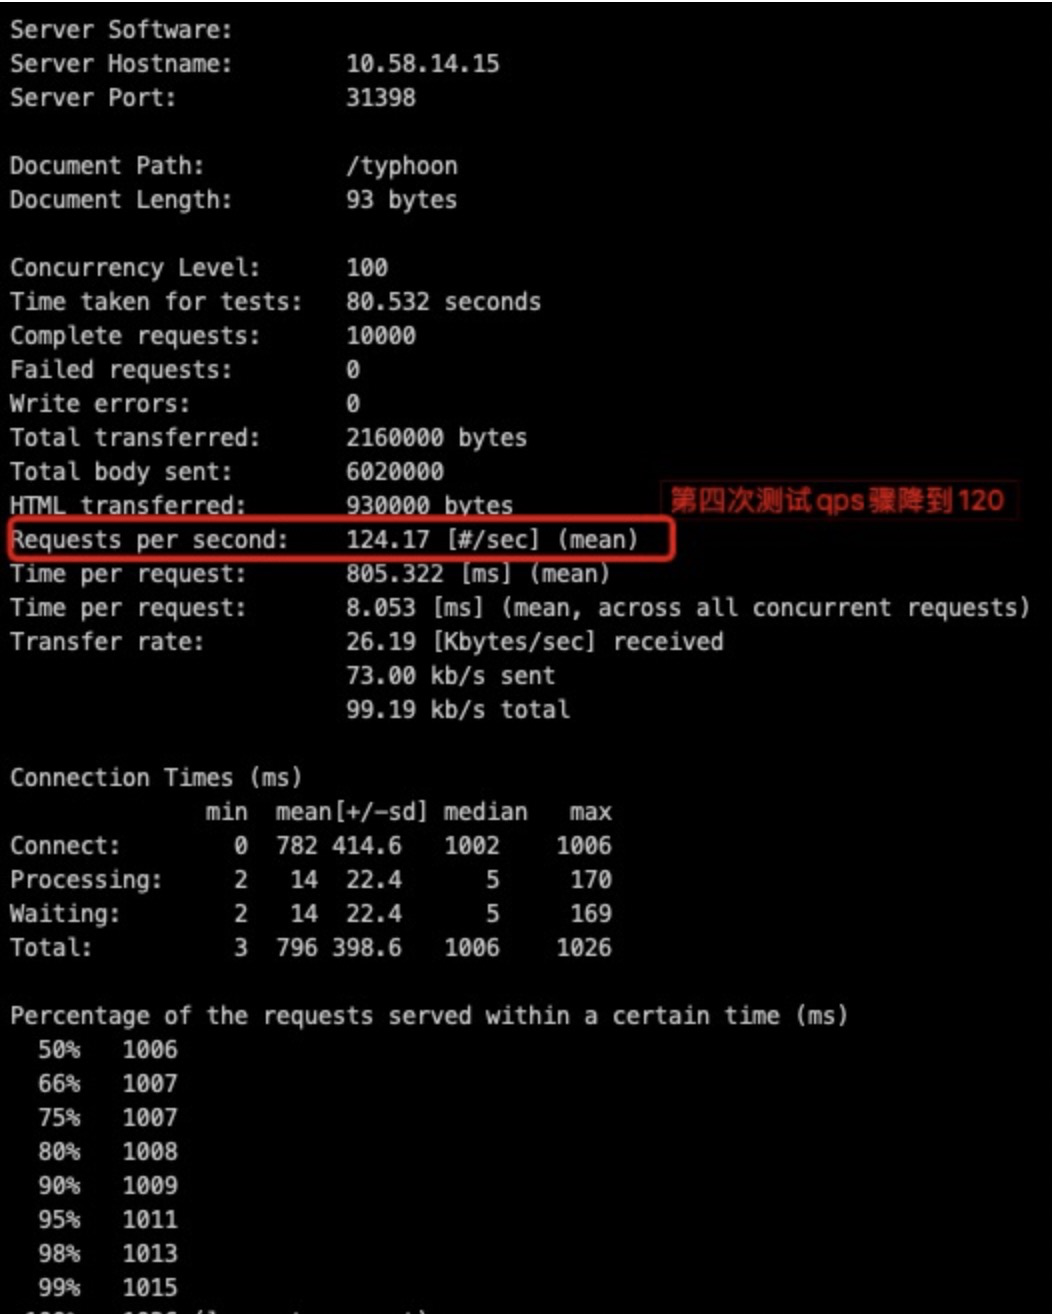 Server Software:
Server Hostname: 10.58.14.15
Server Port: 31398
Document Path: /typhoon
Document Length: 93 bytes
Concurrency Level: 100
Time taken for tests: 80.532 seconds
Complete requests: 10000
Failed requests: 0
Write errors: 0
Total transferred: 2160000 bytes
Total body sent: 6020000
HTML transferred: 930000 bytes
第四次测试qps骤降到120
Requests per second: 124.17 [#/sec] (mean)
Time per request: 805.322 [ms] (mean)
Time per request: 8.053 [ms] (mean, across all concurrent requests)
Transfer rate: 26.19 [Kbytes/sec] received
73.00 kb/s sent
99.19 kb/s total
Connection Times (ms)
min mean[+/-sd] median max
Connect: 0 782 414.6 1002 1006
Processing: 2 14 22.4 5 170
Waiting: 2 14 22.4 5 169
Total: 3 796 398.6 1006 1026
Percentage of the requests served within a certain time (ms)
50% 1006
66% 1007
75% 1007
80% 1008
90% 1009
95% 1011
98% 1013
99% 1015